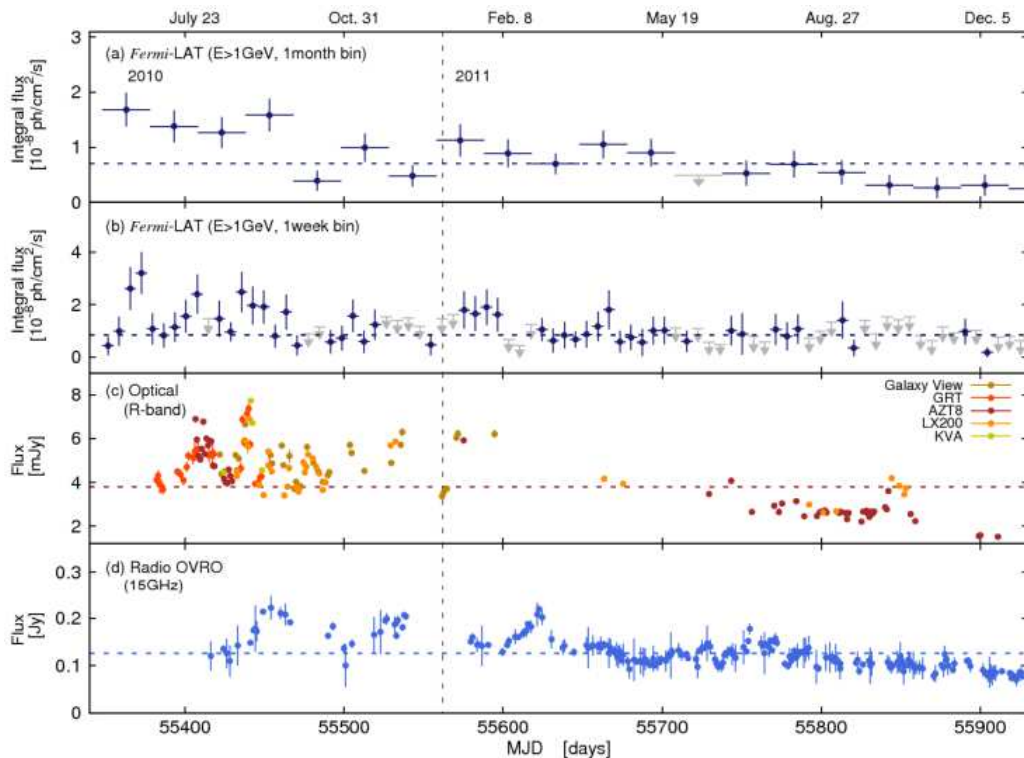 July 23 Oct. 31 Feb. 8 May 19 Aug. 27 Dec. 5
(a) Fermi-LAT (E>1GeV, 1month bin)
2010 2011
Integral flux
[10⁻⁸ ph/cm²/s]
3
2
1
0
(b) Fermi-LAT (E>1GeV, 1week bin)
Integral flux
[10⁻⁸ ph/cm²/s]
4
2
0
(c) Optical
(R-band)
Galaxy View
GRT
AZT8
LX200
KVA
Flux
[mJy]
8
6
4
2
(d) Radio OVRO
(15GHz)
Flux
[Jy]
0.3
0.2
0.1
0
55400 55500 55600 55700 55800 55900
MJD [days]